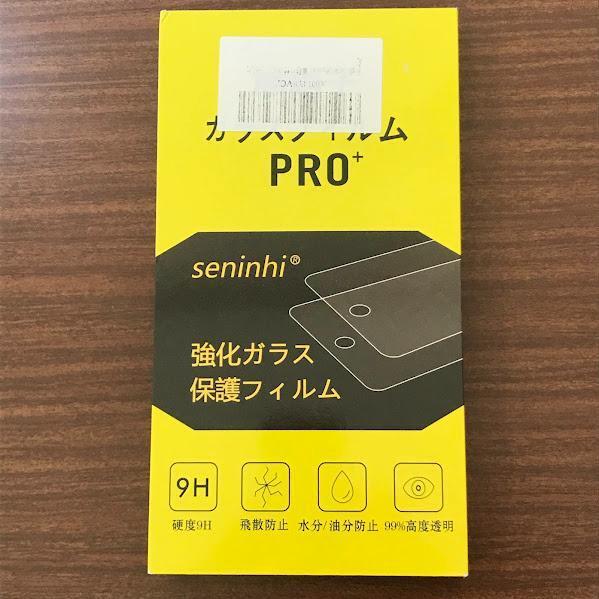 ガラスフィルム
PRO+
seninhi®
強化ガラス
保護フィルム
9H
硬度9H
飛散防止
水分/油分防止
99%高度透明